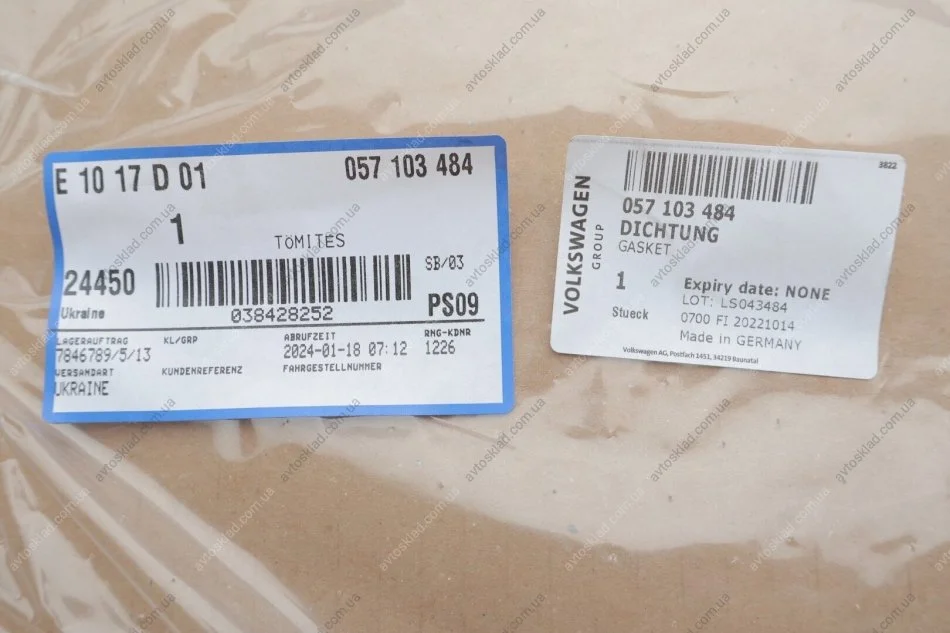 E 10 17 D 01
057 103 484
1
TÖMITES
24450
SB/03
Ukraine
038428252
PS09
LAGERAUFTRAG
KL/GRP
ABRUFZEIT
RNG-KDNR
7846789/5/13
2024-01-18 07:12
1226
VERSANDART
KUNDENREFERENZ
FAHRGESTELLNUMMER
UKRAINE
3822
VOLKSWAGEN
GROUP
057 103 484
DICHTUNG
GASKET
1
Stueck
Expiry date: NONE
LOT: LS043484
0700 FI 20221014
Made in GERMANY
Volkswagen AG, Postfach 1451, 34219 Baunatal
avtosklad.com.ua